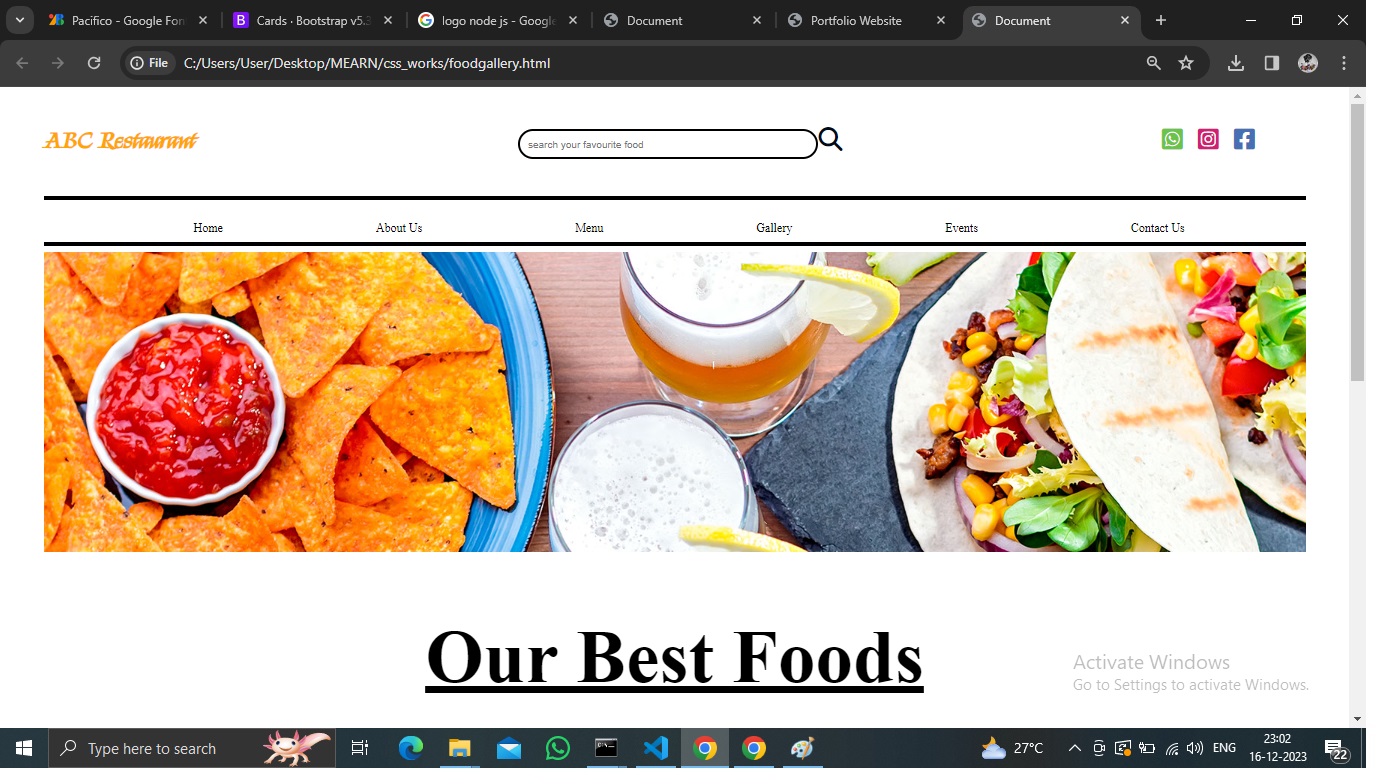 Pacifico - Google Fon
Cards · Bootstrap v5.3
logo node js - Google
Document
Portfolio Website
Document
File
C:/Users/User/Desktop/MEARN/css_works/foodgallery.html
ABC Restaurant
search your favourite food
Home
About Us
Menu
Gallery
Events
Contact Us
Our Best Foods
Activate Windows
Go to Settings to activate Windows.
Type here to search
27°C
ENG
23:02
16-12-2023
22